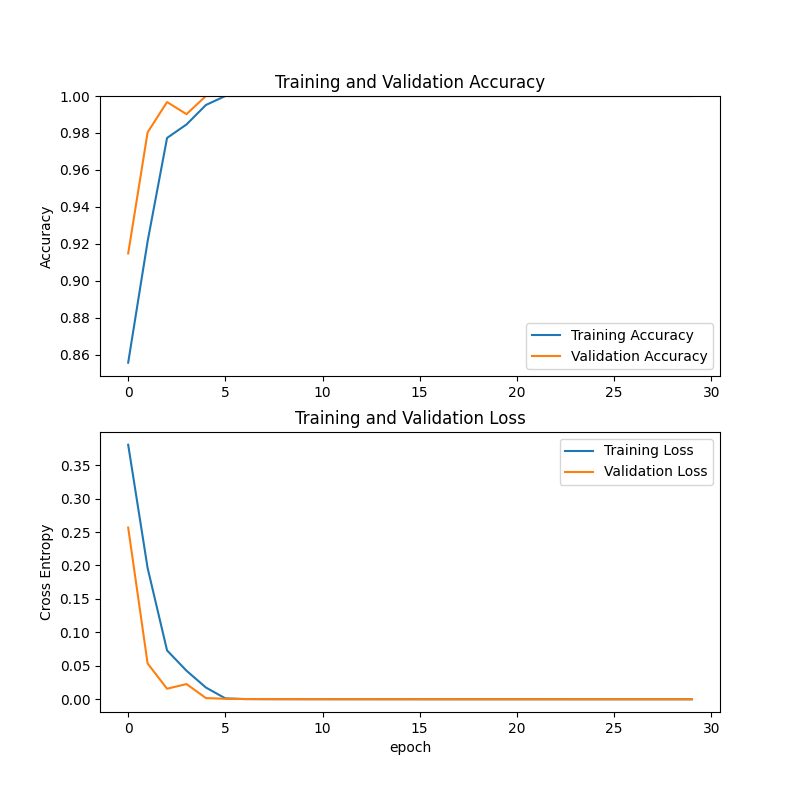 Training and Validation Accuracy
Accuracy
1.00
0.98
0.96
0.94
0.92
0.90
0.88
0.86
Training Accuracy
Validation Accuracy
0 5 10 15 20 25 30
Training and Validation Loss
Cross Entropy
0.35
0.30
0.25
0.20
0.15
0.10
0.05
0.00
Training Loss
Validation Loss
0 5 10 15 20 25 30
epoch